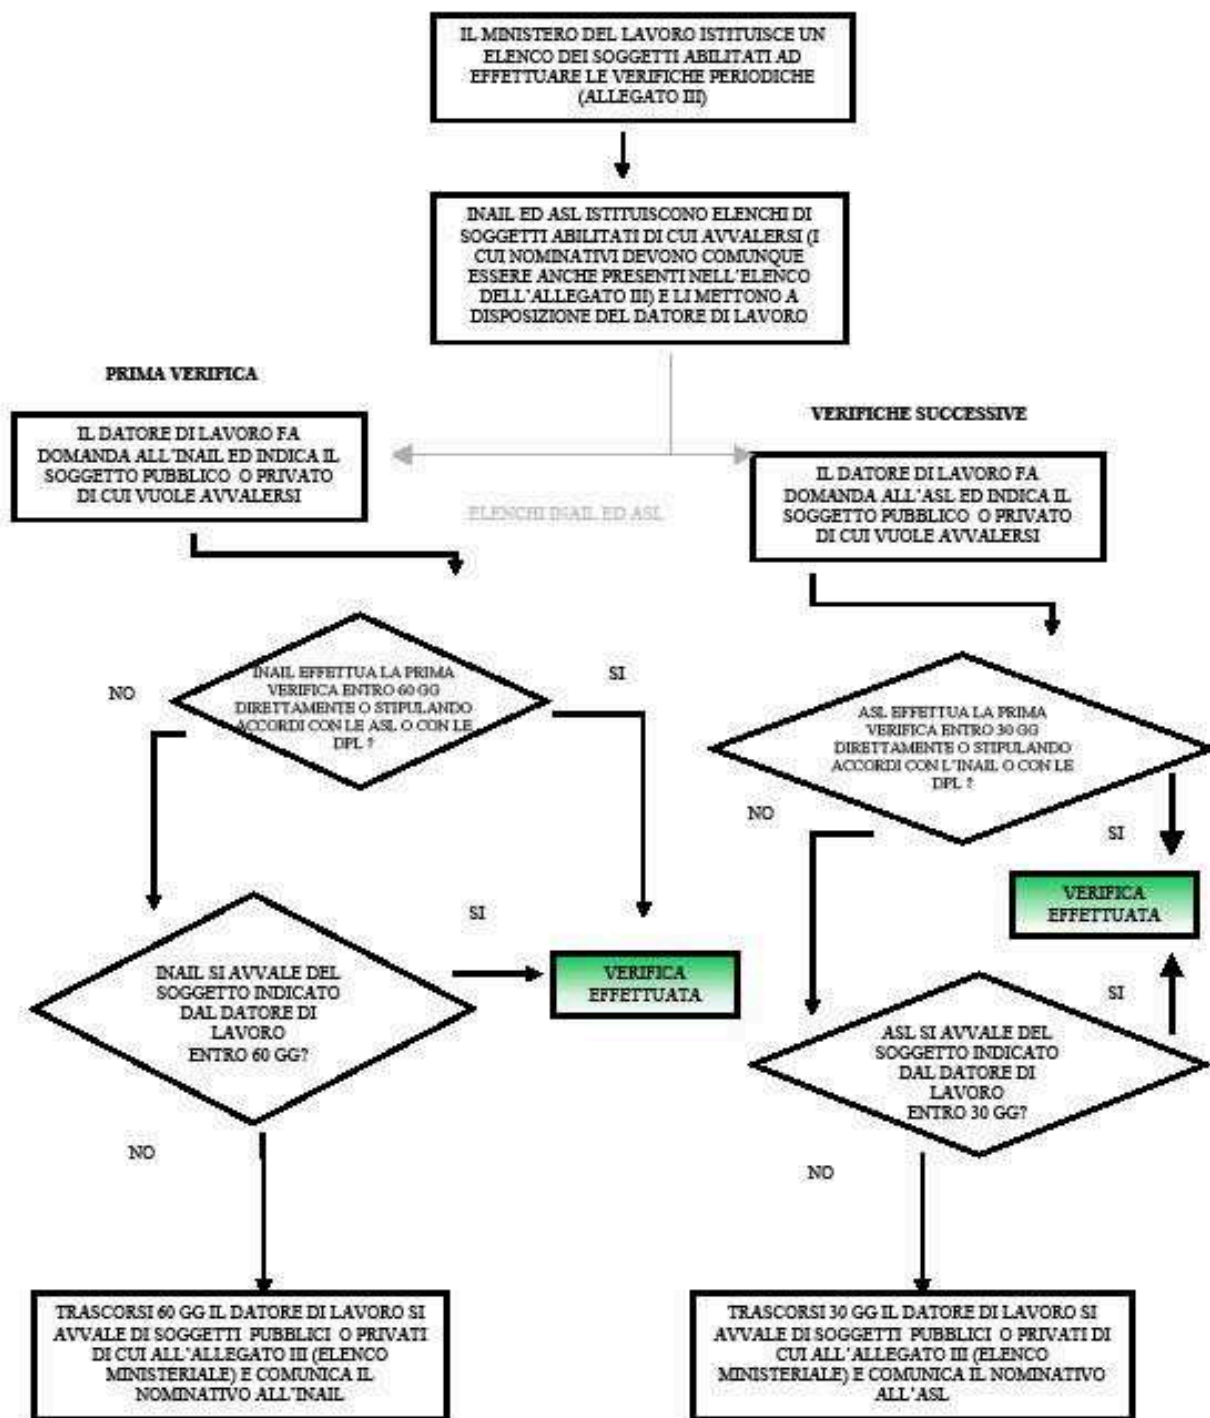 IL MINISTERO DEL LAVORO ISTITUISCE UN
ELENCO DEI SOGGETTI ABILITATI AD
EFFETTUARE LE VERIFICHE PERIODICHE
(ALLEGATO III)
INAIL ED ASL ISTITUISCONO ELENCHI DI
SOGGETTI ABILITATI DI CUI AVVALERSI (I
CUI NOMINATIVI DEVONO COMUNQUE
ESSERE ANCHE PRESENTI NELL'ELENCO
DELL'ALLEGATO III) E LI METTONO A
DISPOSIZIONE DEL DATORE DI LAVORO
PRIMA VERIFICA
IL DATORE DI LAVORO FA
DOMANDA ALL'INAIL ED INDICA IL
SOGGETTO PUBBLICO O PRIVATO
DI CUI VUOLE AVVALERSI
VERIFICHE SUCCESSIVE
IL DATORE DI LAVORO FA
DOMANDA ALL'ASL ED INDICA IL
SOGGETTO PUBBLICO O PRIVATO
DI CUI VUOLE AVVALERSI
ELENCHI INAIL ED ASL
NO
INAIL EFFETTUA LA PRIMA
VERIFICA ENTRO 60 GG
DIRETTAMENTE O STIPULANDO
ACCORDI CON LE ASL O CON LE
DPL ?
SI
ASL EFFETTUA LA PRIMA
VERIFICA ENTRO 30 GG
DIRETTAMENTE O STIPULANDO
ACCORDI CON L'INAIL O CON LE
DPL ?
NO
SI
VERIFICA
EFFETTUATA
INAIL SI AVVALE DEL
SOGGETTO INDICATO
DAL DATORE DI
LAVORO
ENTRO 60 GG?
SI
VERIFICA
EFFETTUATA
SI
ASL SI AVVALE DEL
SOGGETTO INDICATO
DAL DATORE DI
LAVORO
ENTRO 30 GG?
NO
NO
TRASCORSI 60 GG IL DATORE DI LAVORO SI
AVVALE DI SOGGETTI PUBBLICI O PRIVATI
DI CUI ALL'ALLEGATO III (ELENCO
MINISTERIALE) E COMUNICA IL
NOMINATIVO ALL'INAIL
TRASCORSI 30 GG IL DATORE DI LAVORO SI
AVVALE DI SOGGETTI PUBBLICI O PRIVATI DI
CUI ALL'ALLEGATO III (ELENCO
MINISTERIALE) E COMUNICA IL NOMINATIVO
ALL'ASL